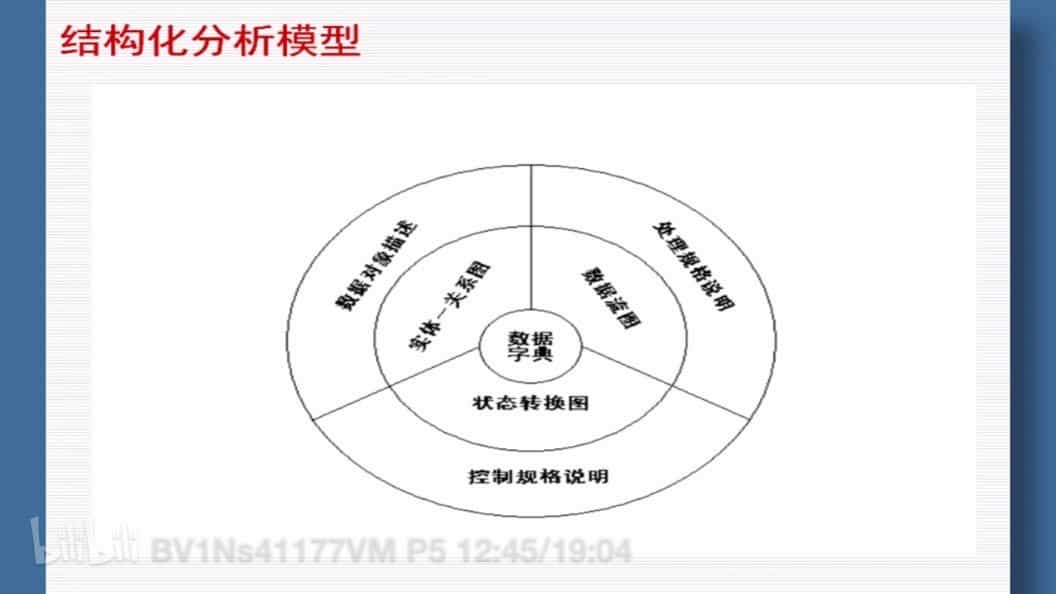 结构化分析模型
数据对象描述
处理规格说明
实体－关系图
数据流图
数据
字典
状态转换图
控制规格说明
bilibili BV1Ns41177VM P5 12:45/19:04